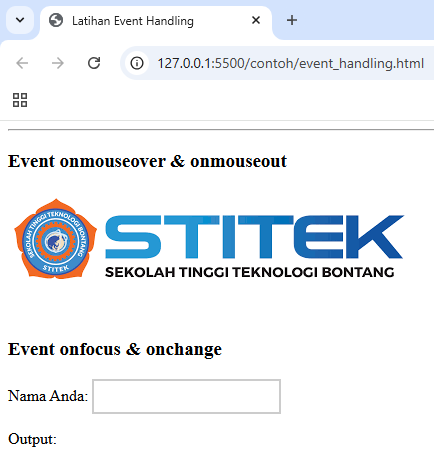 Latihan Event Handling
127.0.0.1:5500/contoh/event_handling.html
Event onmouseover & onmouseout
SEKOLAH TINGGI TEKNOLOGI BONTANG
STITEK
STITEK
SEKOLAH TINGGI TEKNOLOGI BONTANG
Event onfocus & onchange
Nama Anda:
Output: